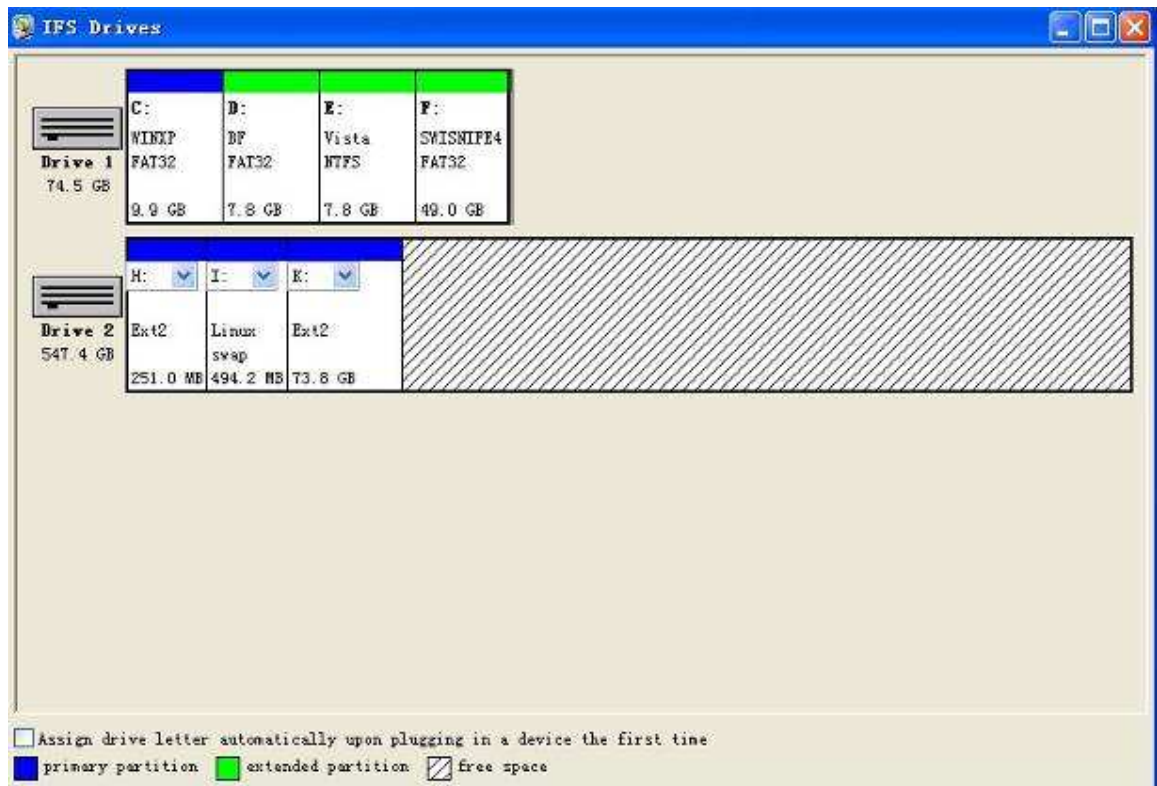 IFS Drives
C: D: E: F:
WINXP BF Vista SWISNIFE4
Drive 1 FAT32 FAT32 NTFS FAT32
74.5 GB
9.9 GB 7.8 GB 7.8 GB 49.0 GB
H: I: K:
Drive 2 Ext2 Linux Ext2
547.4 GB swap
251.0 MB 494.2 MB 73.8 GB
Assign drive letter automatically upon plugging in a device the first time
primary partition extended partition free space